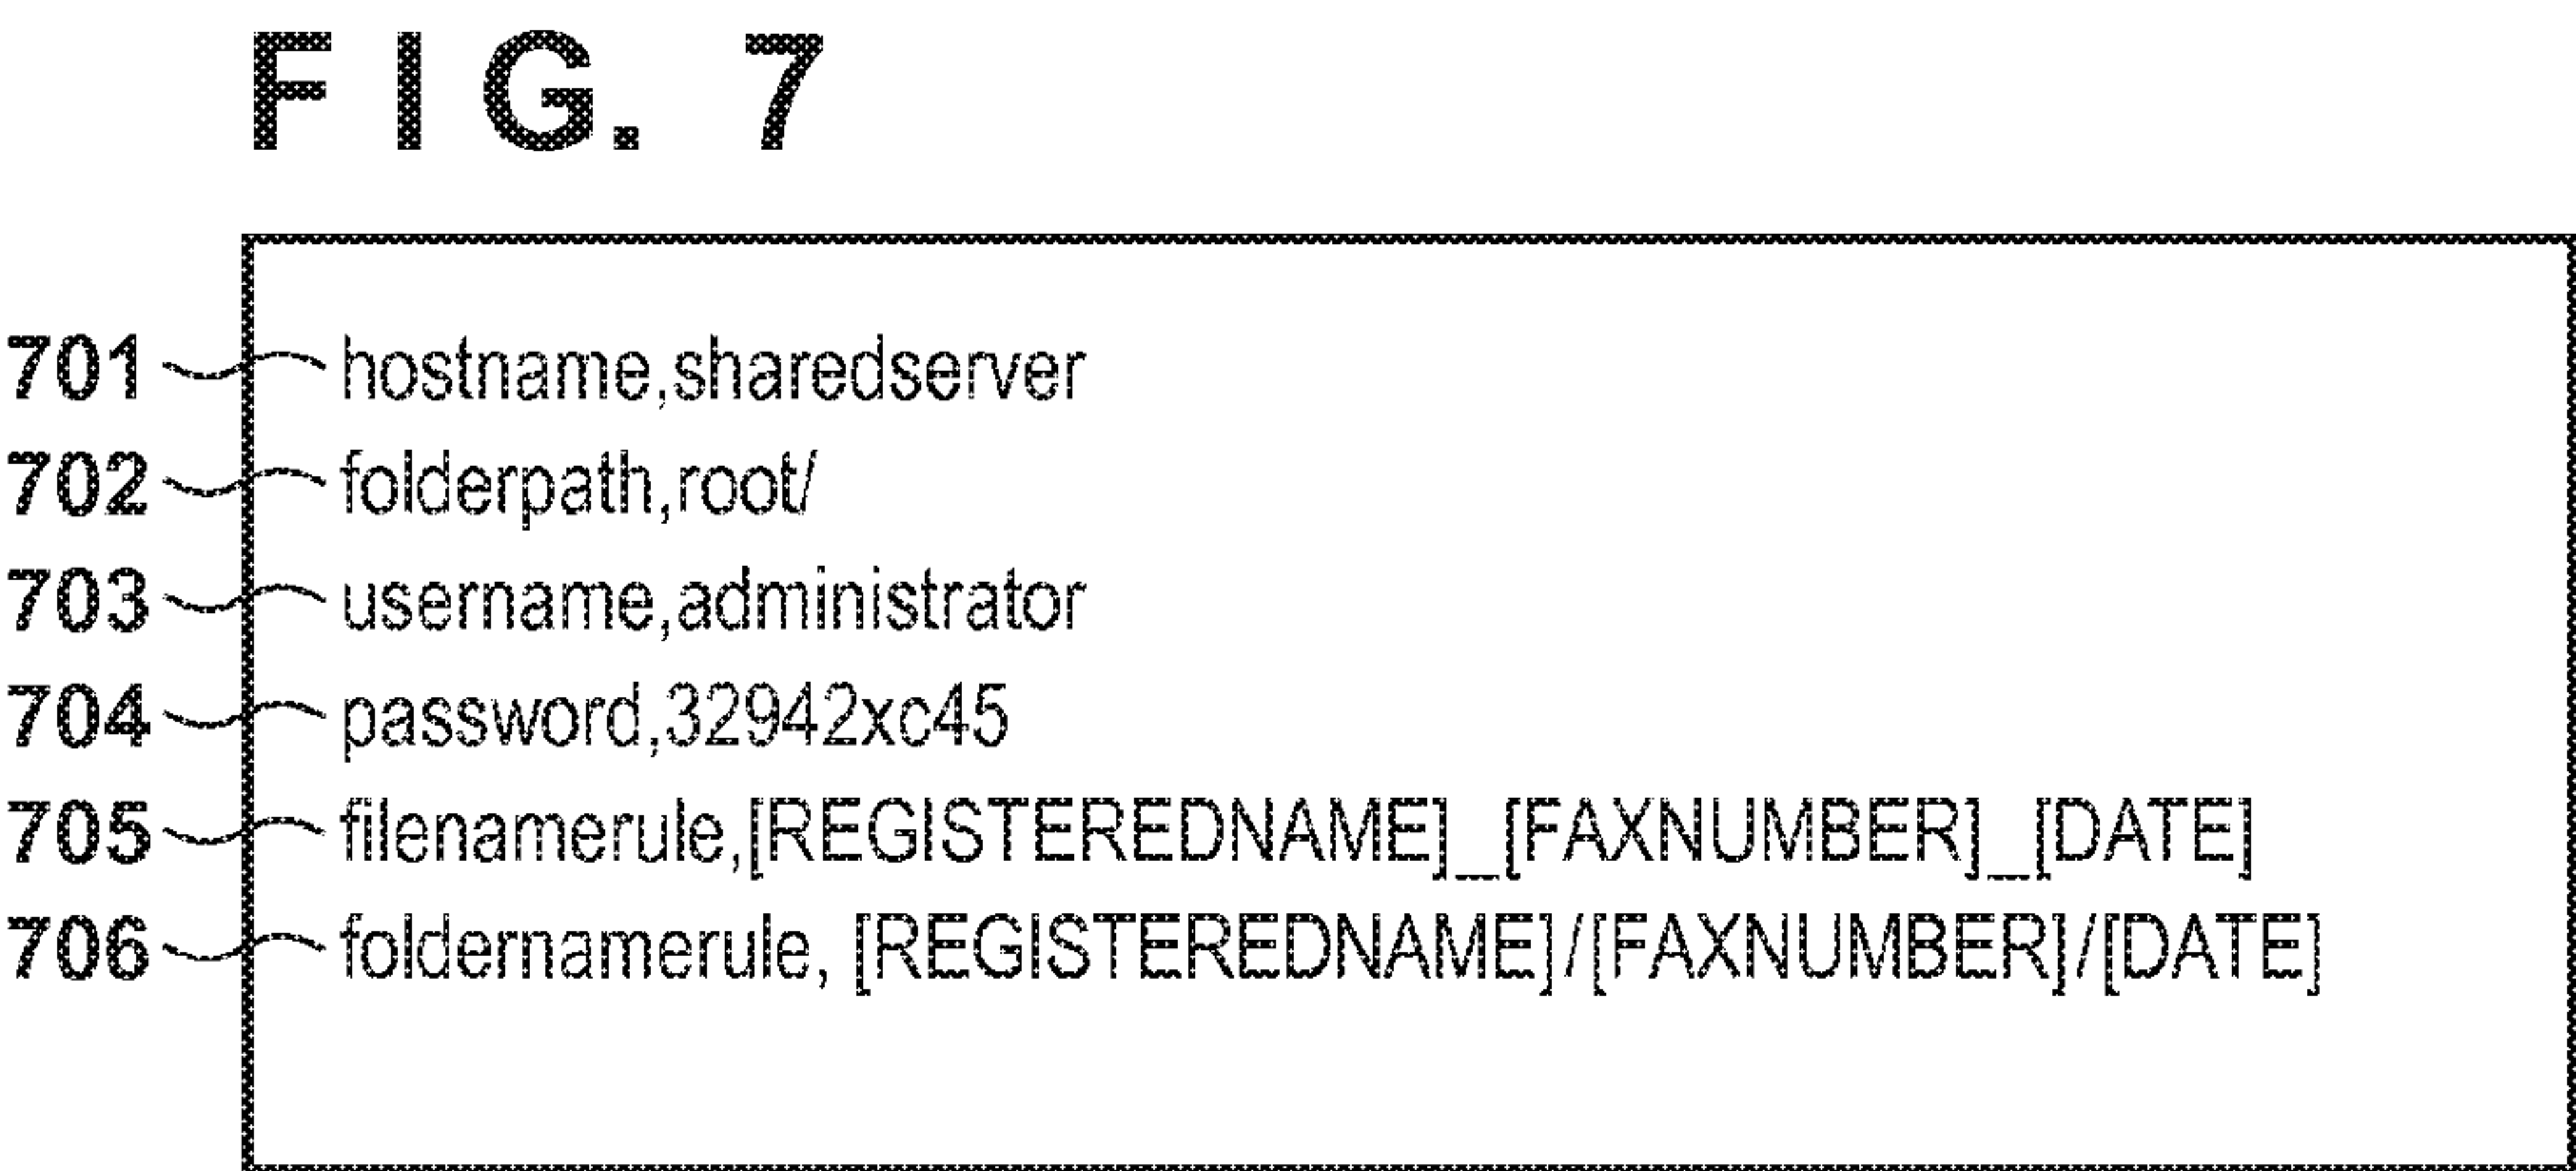 FIG. 7
701 hostname,sharedserver
702 folderpath,root/
703 username,administrator
704 password,32942xc45
705 filenamerule,[REGISTEREDNAME]_[FAXNUMBER]_[DATE]
706 foldernamerule, [REGISTEREDNAME]/[FAXNUMBER]/[DATE]